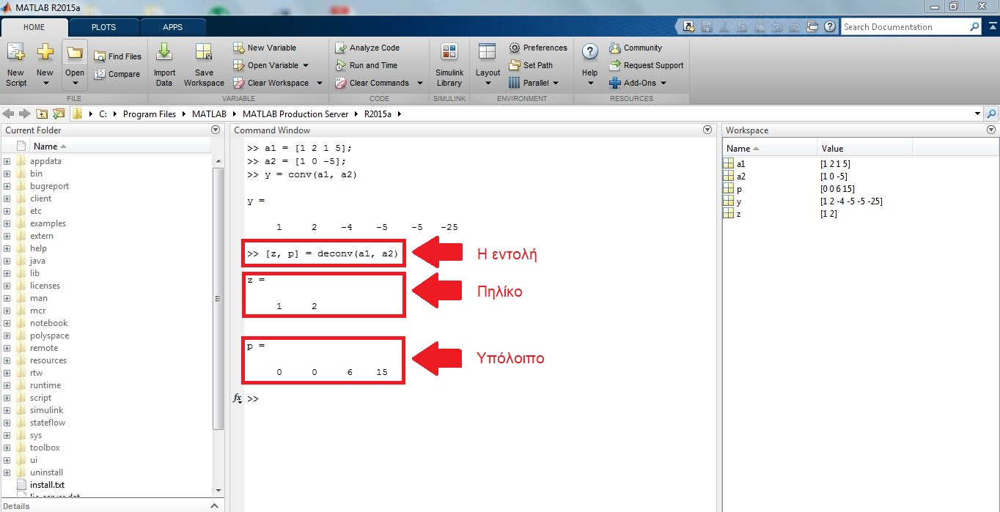 MATLAB R2015a
HOME PLOTS APPS
Search Documentation
New Script
New
Open
Find Files
Compare
FILE
Import Data
Save Workspace
New Variable
Open Variable
Clear Workspace
VARIABLE
Analyze Code
Run and Time
Clear Commands
CODE
Simulink Library
SIMULINK
Layout
Preferences
Set Path
Parallel
ENVIRONMENT
Help
Community
Request Support
Add-Ons
RESOURCES
C: Program Files MATLAB MATLAB Production Server R2015a
Current Folder
Name
appdata
bin
bugreport
client
etc
examples
extern
help
java
lib
licenses
man
mcr
notebook
polyspace
remote
resources
rtw
runtime
script
simulink
stateflow
sys
toolbox
ui
uninstall
install.txt
Details
Command Window
>> a1 = [1 2 1 5];
>> a2 = [1 0 -5];
>> y = conv(a1, a2)
y =
1 2 -4 -5 -5 -25
>> [z, p] = deconv(a1, a2)
Η εντολή
z =
1 2
Πηλίκο
p =
0 0 6 15
Υπόλοιπο
fx >>
Workspace
Name Value
a1 [1 2 1 5]
a2 [1 0 -5]
p [0 0 6 15]
y [1 2 -4 -5 -5 -25]
z [1 2]